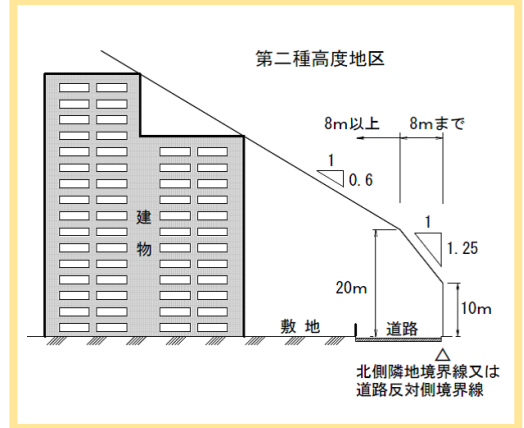 第二種高度地区
8m以上
8mまで
1
0.6
1
1.25
建
物
20m
10m
敷地
道路
北側隣地境界線又は
道路反対側境界線